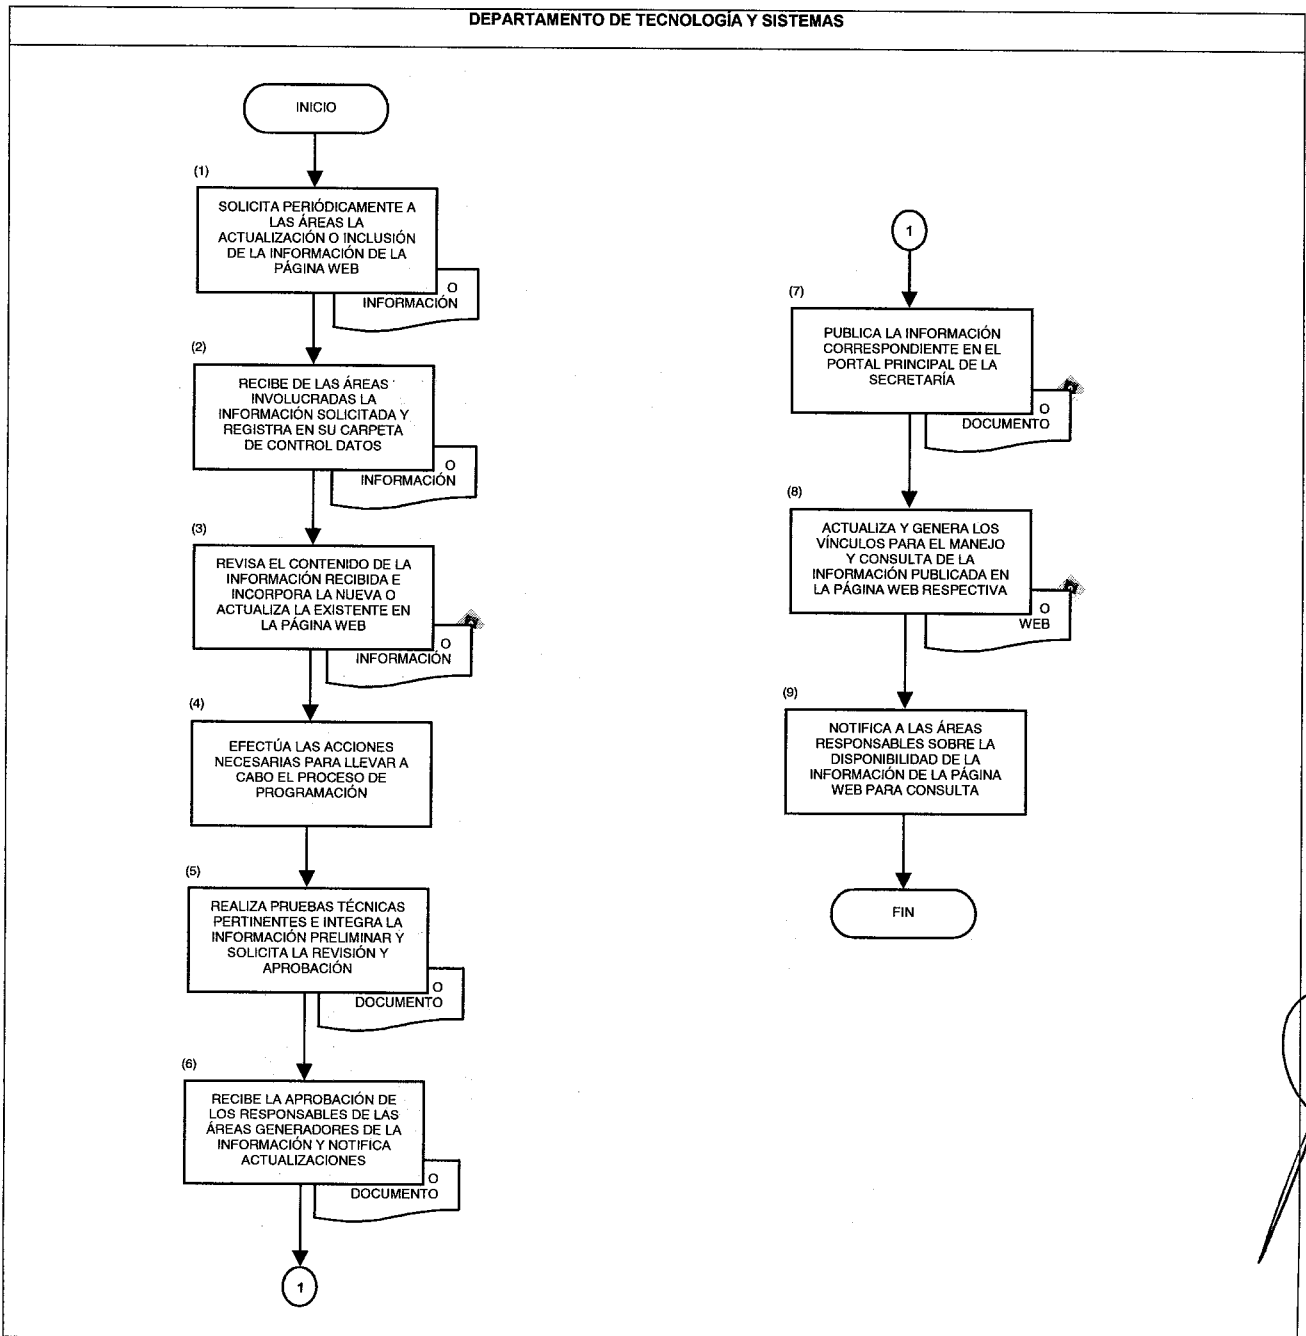 DEPARTAMENTO DE TECNOLOGÍA Y SISTEMAS
INICIO
(1)
SOLICITA PERIÓDICAMENTE A
LAS ÁREAS LA
ACTUALIZACIÓN O INCLUSIÓN
DE LA INFORMACIÓN DE LA
PÁGINA WEB
O
INFORMACIÓN
(2)
RECIBE DE LAS ÁREAS
INVOLUCRADAS LA
INFORMACIÓN SOLICITADA Y
REGISTRA EN SU CARPETA
DE CONTROL DATOS
O
INFORMACIÓN
(3)
REVISA EL CONTENIDO DE LA
INFORMACIÓN RECIBIDA E
INCORPORA LA NUEVA O
ACTUALIZA LA EXISTENTE EN
LA PÁGINA WEB
O
INFORMACIÓN
(4)
EFECTÚA LAS ACCIONES
NECESARIAS PARA LLEVAR A
CABO EL PROCESO DE
PROGRAMACIÓN
(5)
REALIZA PRUEBAS TÉCNICAS
PERTINENTES E INTEGRA LA
INFORMACIÓN PRELIMINAR Y
SOLICITA LA REVISIÓN Y
APROBACIÓN
O
DOCUMENTO
(6)
RECIBE LA APROBACIÓN DE
LOS RESPONSABLES DE LAS
ÁREAS GENERADORES DE LA
INFORMACIÓN Y NOTIFICA
ACTUALIZACIONES
O
DOCUMENTO
1
1
(7)
PUBLICA LA INFORMACIÓN
CORRESPONDIENTE EN EL
PORTAL PRINCIPAL DE LA
SECRETARÍA
O
DOCUMENTO
(8)
ACTUALIZA Y GENERA LOS
VÍNCULOS PARA EL MANEJO
Y CONSULTA DE LA
INFORMACIÓN PUBLICADA EN
LA PÁGINA WEB RESPECTIVA
O
WEB
(9)
NOTIFICA A LAS ÁREAS
RESPONSABLES SOBRE LA
DISPONIBILIDAD DE LA
INFORMACIÓN DE LA PÁGINA
WEB PARA CONSULTA
FIN